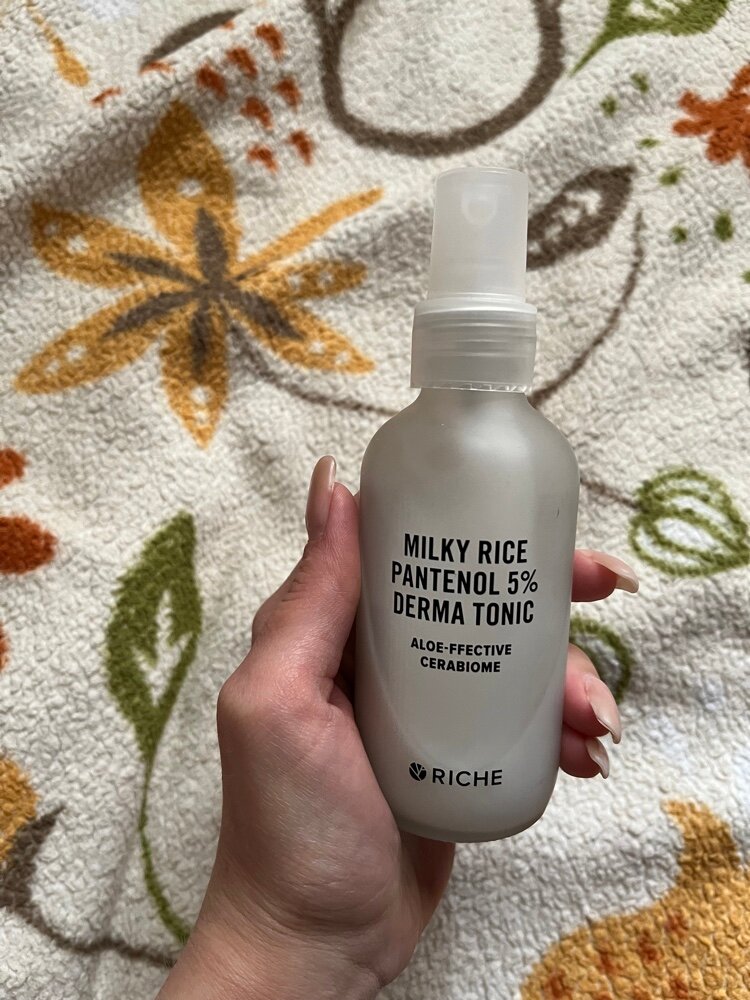 MILKY RICE
PANTENOL 5%
DERMA TONIC
ALOE-FFECTIVE
CERABIOME
RICHE